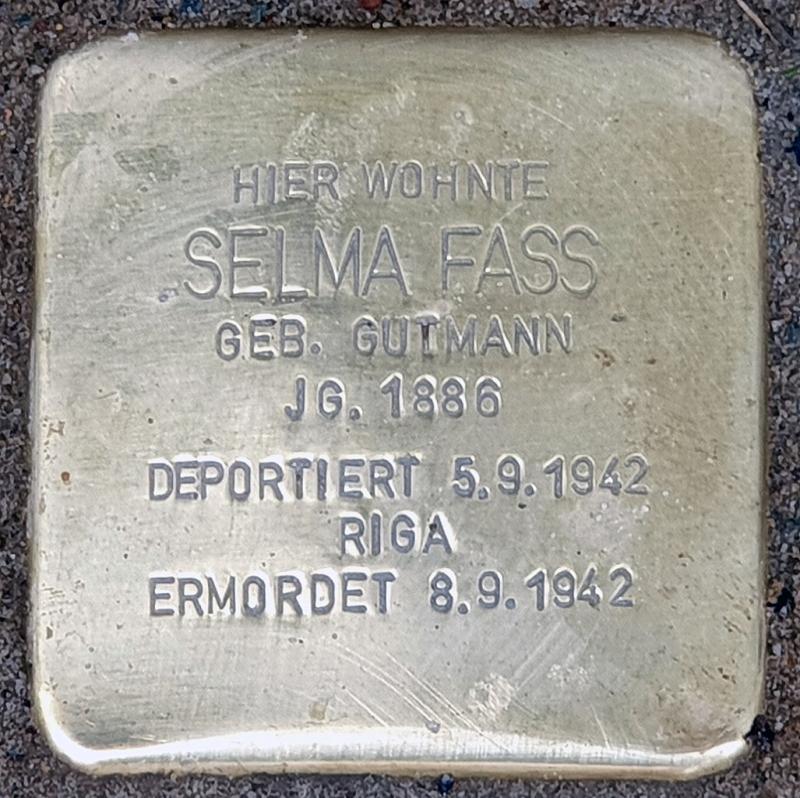 HIER WOHNTE
SELMA FASS
GEB. GUTMANN
JG. 1886
DEPORTIERT 5.9.1942
RIGA
ERMORDET 8.9.1942